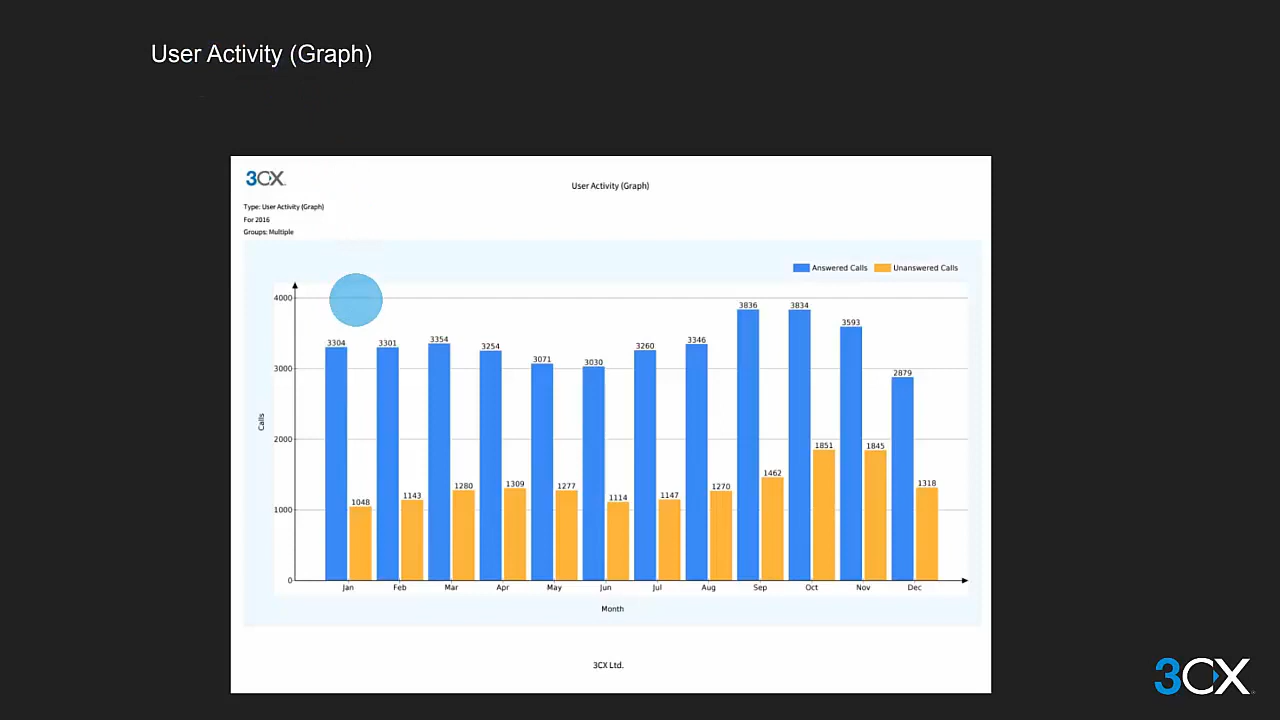 User Activity (Graph)
3CX
User Activity (Graph)
Type: User Activity (Graph)
For 2016
Groups: Multiple
Answered Calls Unanswered Calls
4000
3000
2000
1000
0
Calls
3304 3301 3354 3254 3071 3030 3260 3346 3836 3834 3593 2879
1048 1143 1280 1309 1277 1114 1147 1270 1462 1851 1845 1318
Jan Feb Mar Apr May Jun Jul Aug Sep Oct Nov Dec
Month
3CX Ltd.
3CX